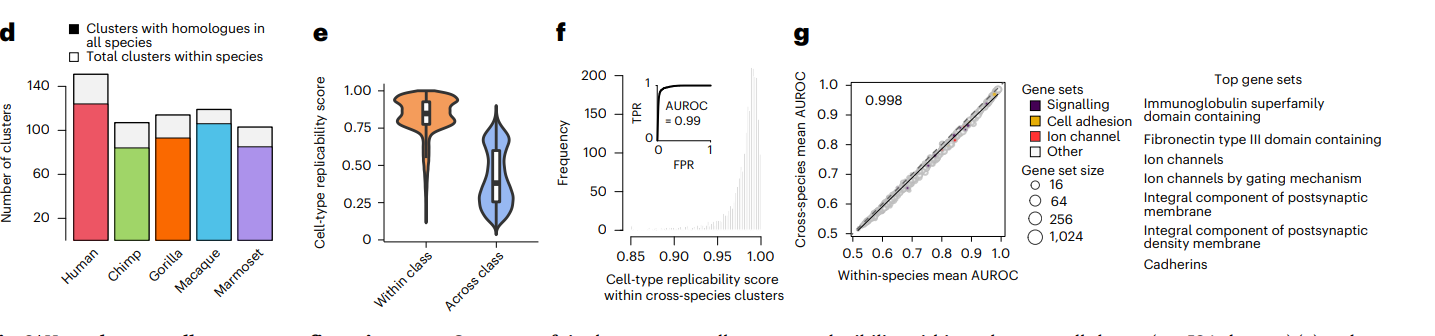 d
Clusters with homologues in
all species
Total clusters within species
Number of clusters
140
100
60
20
Human
Chimp
Gorilla
Macaque
Marmoset
e
Cell-type replicability score
1.00
0.75
0.50
0.25
0
Within class
Across class
f
Frequency
200
150
100
50
0
TPR
1
0
AUROC
= 0.99
0
1
FPR
0.85
0.90
0.95
1.00
Cell-type replicability score
within cross-species clusters
g
Cross-species mean AUROC
1.0
0.9
0.8
0.7
0.6
0.5
0.998
0.5
0.6
0.7
0.8
0.9
1.0
Within-species mean AUROC
Gene sets
Signalling
Cell adhesion
Ion channel
Other
Gene set size
16
64
256
1,024
Top gene sets
Immunoglobulin superfamily
domain containing
Fibronectin type III domain containing
Ion channels
Ion channels by gating mechanism
Integral component of postsynaptic
membrane
Integral component of postsynaptic
density membrane
Cadherins